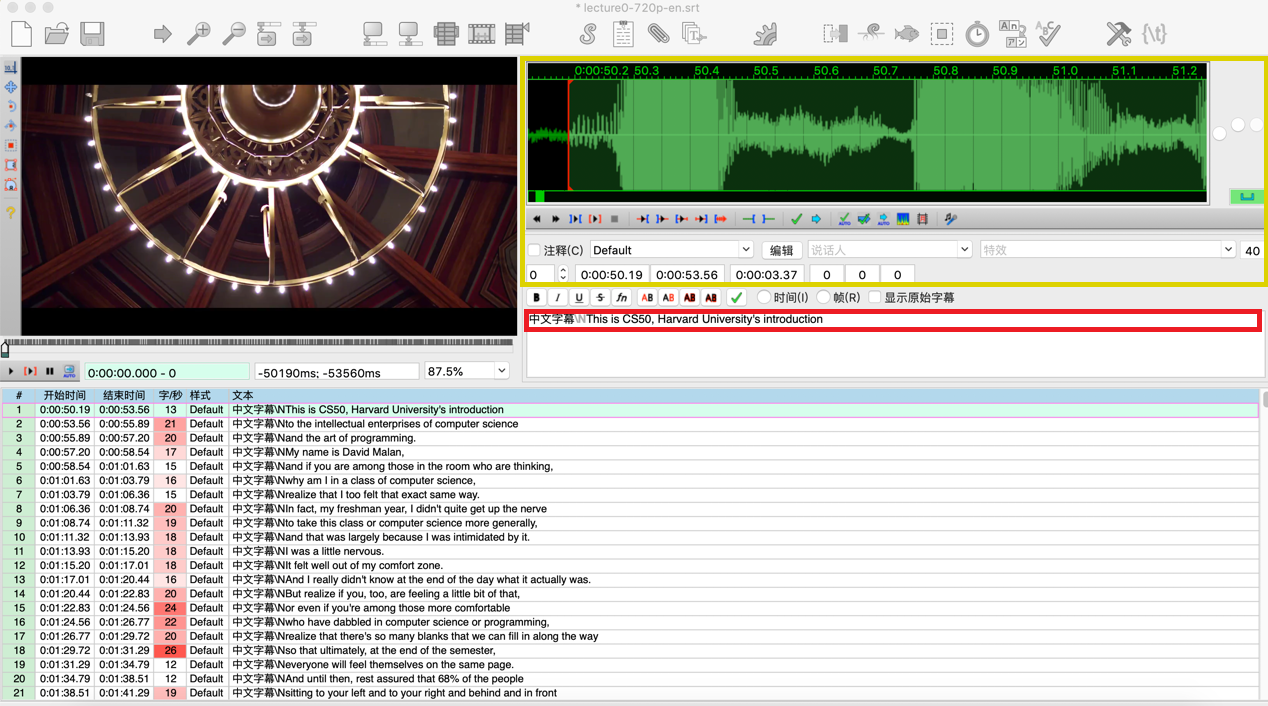 * lecture0-720p-en.srt
0:00:50.2 50.3 50.4 50.5 50.6 50.7 50.8 50.9 51.0 51.1 51.2
注释(C) Default 编辑 说话人 特效 40
0 0:00:50.19 0:00:53.56 0:00:03.37 0 0 0
B I U S fn AB AB AB AB 时间(I) 帧(R) 显示原始字幕
中文字幕\NThis is CS50, Harvard University's introduction
0:00:00.000 - 0 -50190ms; -53560ms 87.5%
# 开始时间 结束时间 字/秒 样式 文本
1 0:00:50.19 0:00:53.56 13 Default 中文字幕\NThis is CS50, Harvard University's introduction
2 0:00:53.56 0:00:55.89 21 Default 中文字幕\Nto the intellectual enterprises of computer science
3 0:00:55.89 0:00:57.20 20 Default 中文字幕\Nand the art of programming.
4 0:00:57.20 0:00:58.54 17 Default 中文字幕\NMy name is David Malan,
5 0:00:58.54 0:01:01.63 15 Default 中文字幕\Nand if you are among those in the room who are thinking,
6 0:01:01.63 0:01:03.79 16 Default 中文字幕\Nwhy am I in a class of computer science,
7 0:01:03.79 0:01:06.36 15 Default 中文字幕\Nrealize that I too felt that exact same way.
8 0:01:06.36 0:01:08.74 20 Default 中文字幕\NIn fact, my freshman year, I didn't quite get up the nerve
9 0:01:08.74 0:01:11.32 19 Default 中文字幕\Nto take this class or computer science more generally,
10 0:01:11.32 0:01:13.93 18 Default 中文字幕\Nand that was largely because I was intimidated by it.
11 0:01:13.93 0:01:15.20 18 Default 中文字幕\NI was a little nervous.
12 0:01:15.20 0:01:17.01 18 Default 中文字幕\NIt felt well out of my comfort zone.
13 0:01:17.01 0:01:20.44 16 Default 中文字幕\NAnd I really didn't know at the end of the day what it actually was.
14 0:01:20.44 0:01:22.83 20 Default 中文字幕\NBut realize if you, too, are feeling a little bit of that,
15 0:01:22.83 0:01:24.56 24 Default 中文字幕\Nor even if you're among those more comfortable
16 0:01:24.56 0:01:26.77 22 Default 中文字幕\Nwho have dabbled in computer science or programming,
17 0:01:26.77 0:01:29.72 20 Default 中文字幕\Nrealize that there's so many blanks that we can fill in along the way
18 0:01:29.72 0:01:31.29 26 Default 中文字幕\Nso that ultimately, at the end of the semester,
19 0:01:31.29 0:01:34.79 12 Default 中文字幕\Neveryone will feel themselves on the same page.
20 0:01:34.79 0:01:38.51 12 Default 中文字幕\NAnd until then, rest assured that 68% of the people
21 0:01:38.51 0:01:41.29 19 Default 中文字幕\Nsitting to your left and to your right and behind and in front